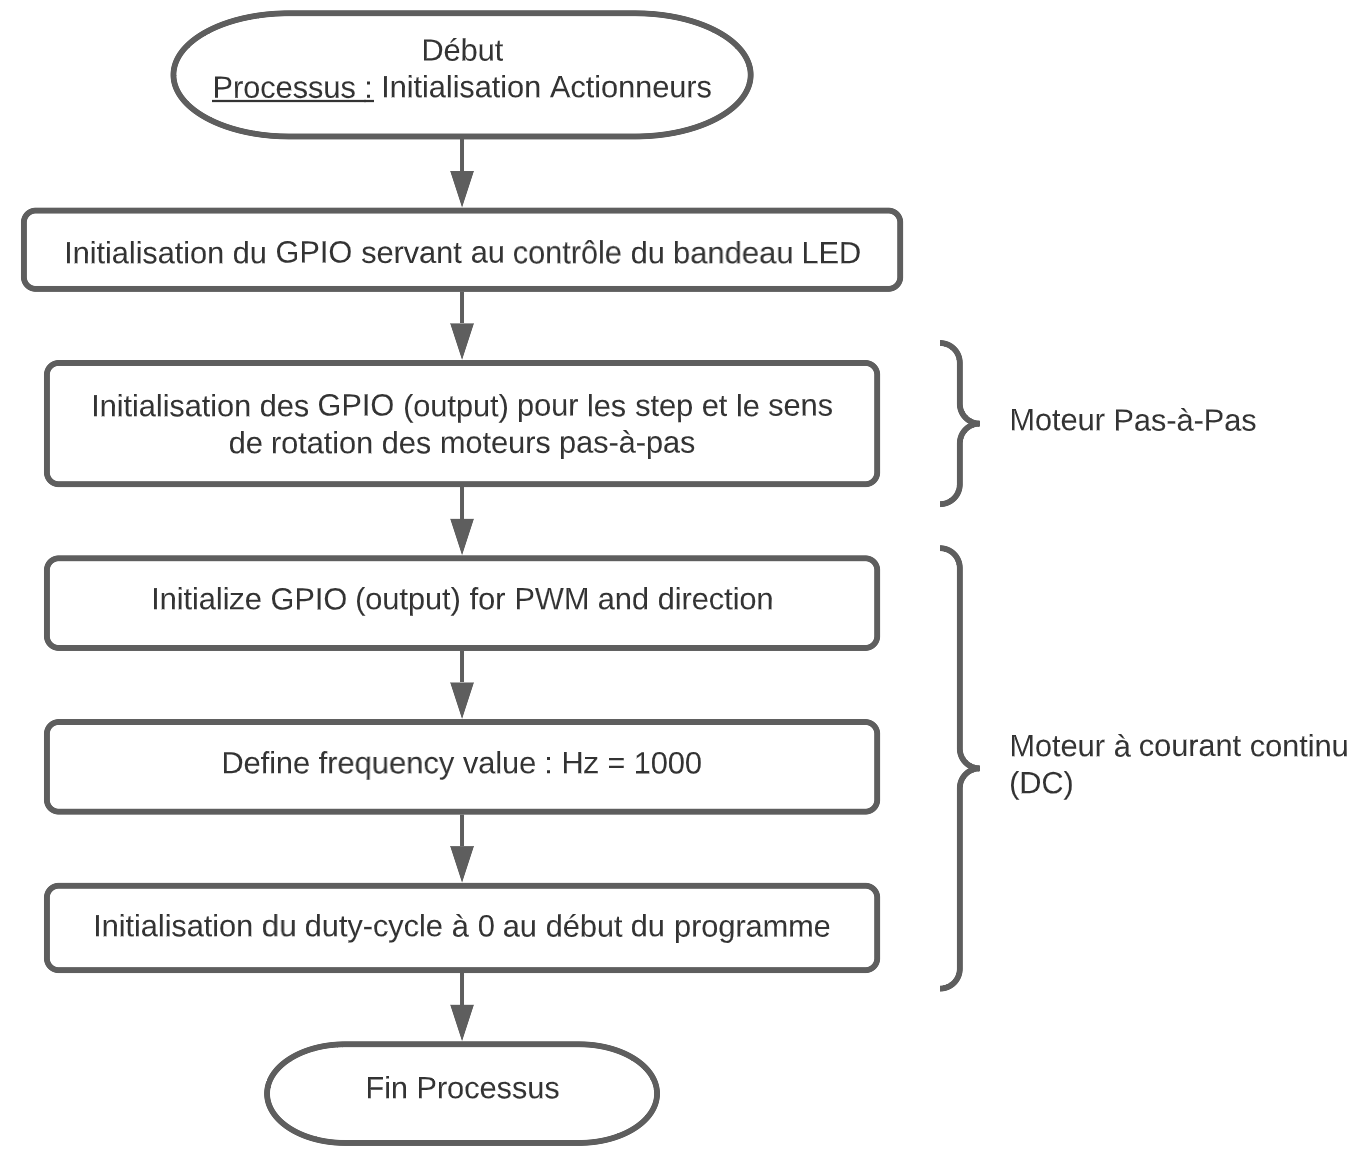 Début
Processus : Initialisation Actionneurs
Initialisation du GPIO servant au contrôle du bandeau LED
Initialisation des GPIO (output) pour les step et le sens
de rotation des moteurs pas-à-pas
Moteur Pas-à-Pas
Initialize GPIO (output) for PWM and direction
Define frequency value : Hz = 1000
Moteur à courant continu
(DC)
Initialisation du duty-cycle à 0 au début du programme
Fin Processus